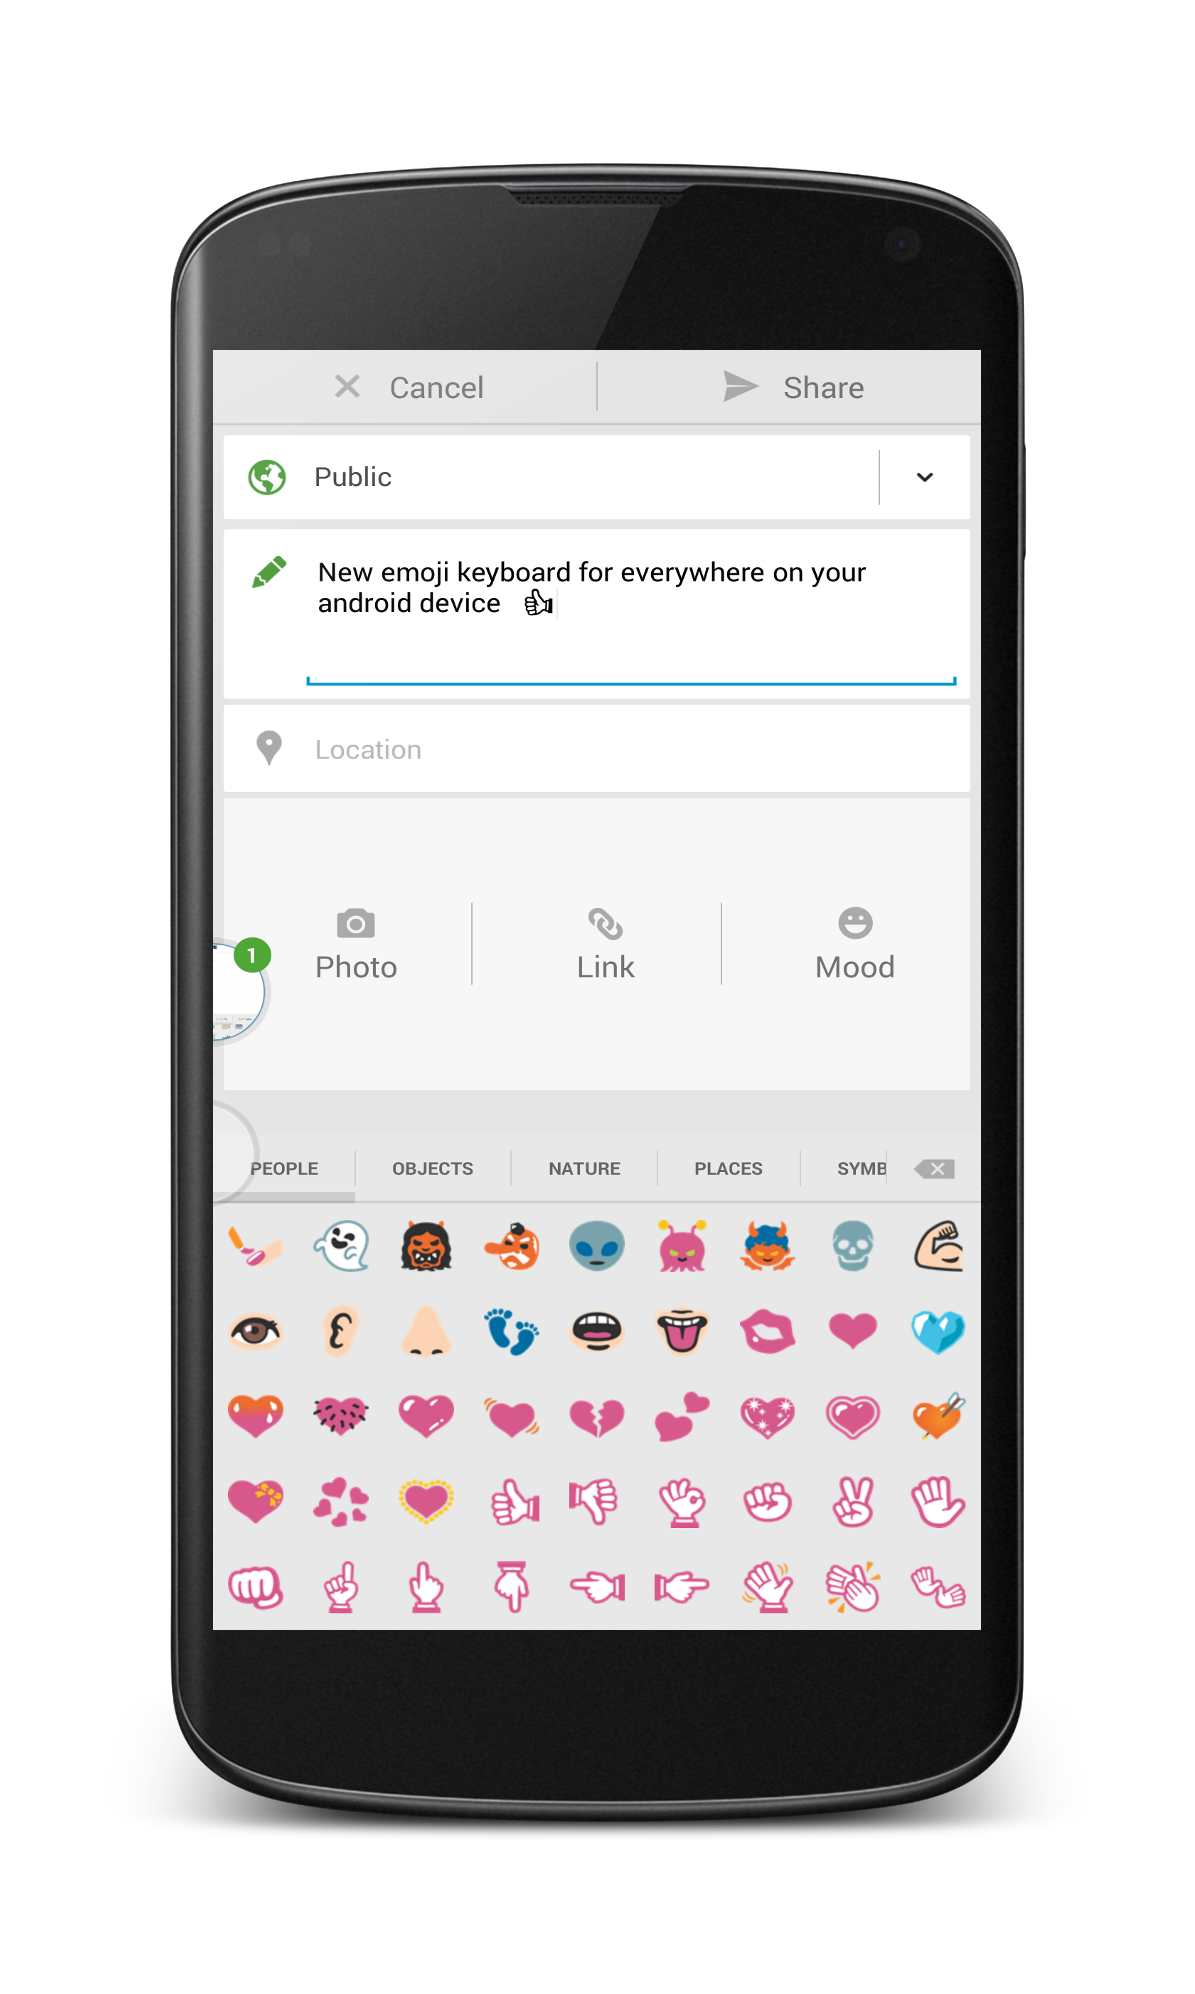 Cancel
Share
Public
New emoji keyboard for everywhere on your
android device 👍
Location
1
Photo
Link
Mood
PEOPLE
OBJECTS
NATURE
PLACES
SYMB